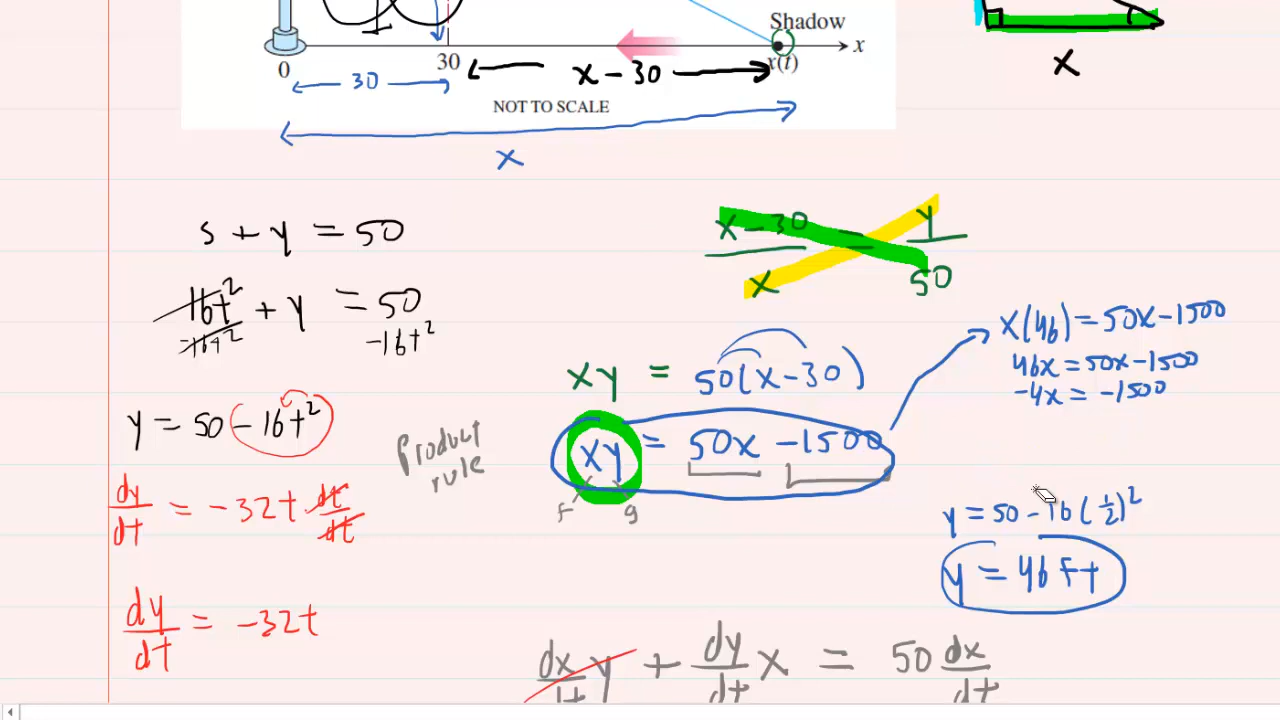 Shadow
x
0
30
x(t)
x
30
x-30
NOT TO SCALE
x
s + y = 50
16t² + y = 50
-16t² -16t²
y = 50 - 16t²
dy/dt = -32t dt/dt
dy/dt = -32t
Product rule
x-30/x = y/50
xy = 50(x-30)
xy = 50x - 1500
f g
x(46) = 50x - 1500
46x = 50x - 1500
-4x = -1500
y = 50 - 16(1/2)²
y = 46 ft
dx/dt y + dy/dt x = 50 dx/dt